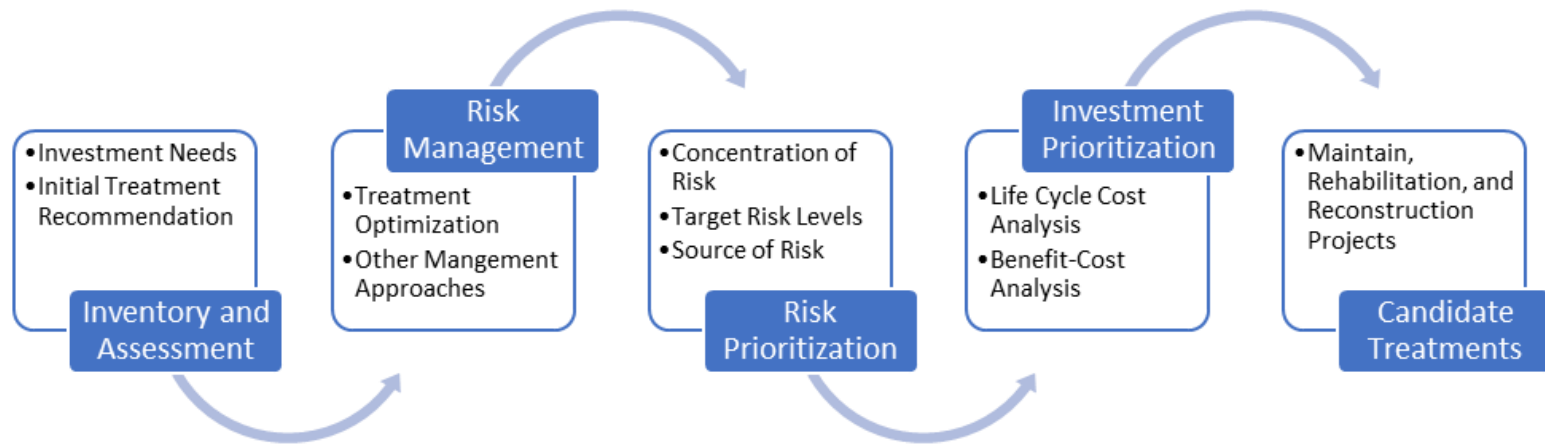 •Investment Needs
•Initial Treatment
Recommendation
Inventory and
Assessment
Risk
Management
•Treatment
Optimization
•Other Mangement
Approaches
•Concentration of
Risk
•Target Risk Levels
•Source of Risk
Risk
Prioritization
Investment
Prioritization
•Life Cycle Cost
Analysis
•Benefit-Cost
Analysis
•Maintain,
Rehabilitation, and
Reconstruction
Projects
Candidate
Treatments